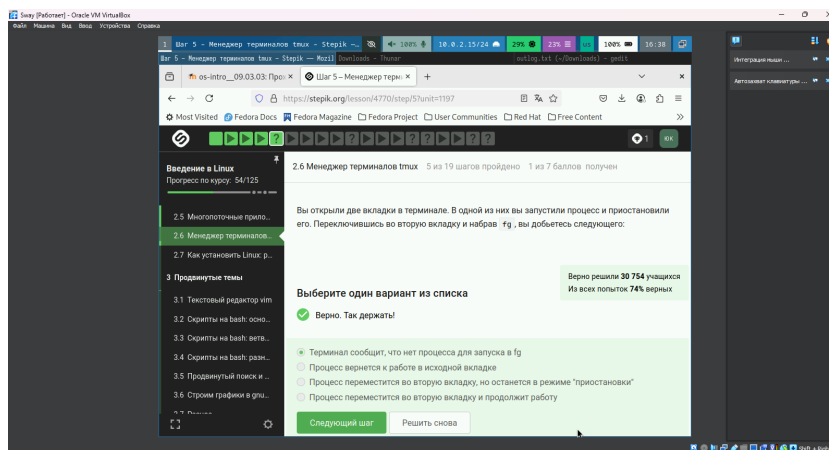 Sway [Работает] - Oracle VM VirtualBox
Файл Машина Вид Ввод Устройства Справка
1 Шаг 5 – Менеджер терминалов tmux - Stepik — 100% 10.0.2.15/24 29% 23% us 100% 16:38
Шаг 5 – Менеджер терминалов tmux - Stepik — Mozil Downloads - Thunar outlog.txt (~/Downloads) - gedit
os-intro__09.03.03: Про × Шаг 5 – Менеджер терм × +
https://stepik.org/lesson/4770/step/5?unit=1197
Most Visited Fedora Docs Fedora Magazine Fedora Project User Communities Red Hat Free Content
1 ЮК
Введение в Linux
Прогресс по курсу: 54/125
2.6 Менеджер терминалов tmux 5 из 19 шагов пройдено 1 из 7 баллов получен
2.5 Многопоточные прило...
2.6 Менеджер терминалов...
2.7 Как установить Linux: р...
3 Продвинутые темы
3.1 Текстовый редактор vim
3.2 Скрипты на bash: осно...
3.3 Скрипты на bash: ветв...
3.4 Скрипты на bash: разн...
3.5 Продвинутый поиск и ...
3.6 Строим графики в gnu...
3.7 Разное
Вы открыли две вкладки в терминале. В одной из них вы запустили процесс и приостановили
его. Переключившись во вторую вкладку и набрав fg , вы добьетесь следующего:
Верно решили 30 754 учащихся
Из всех попыток 74% верных
Выберите один вариант из списка
Верно. Так держать!
Терминал сообщит, что нет процесса для запуска в fg
Процесс вернется к работе в исходной вкладке
Процесс переместится во вторую вкладку, но останется в режиме "приостановки"
Процесс переместится во вторую вкладку и продолжит работу
Следующий шаг Решить снова
Интеграция мыши ...
Автозахват клавиатуры ...